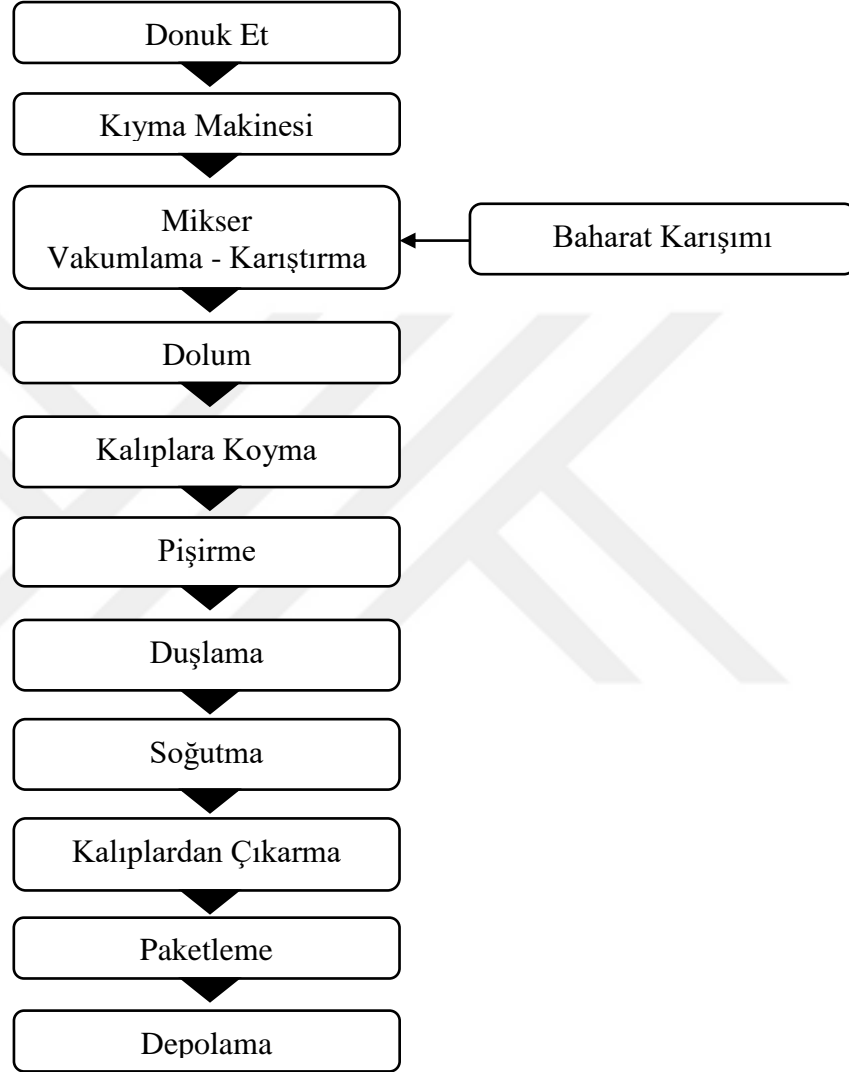 Donuk Et
Kıyma Makinesi
Mikser
Vakumlama - Karıştırma
Baharat Karışımı
Dolum
Kalıplara Koyma
Pişirme
Duşlama
Soğutma
Kalıplardan Çıkarma
Paketleme
Depolama